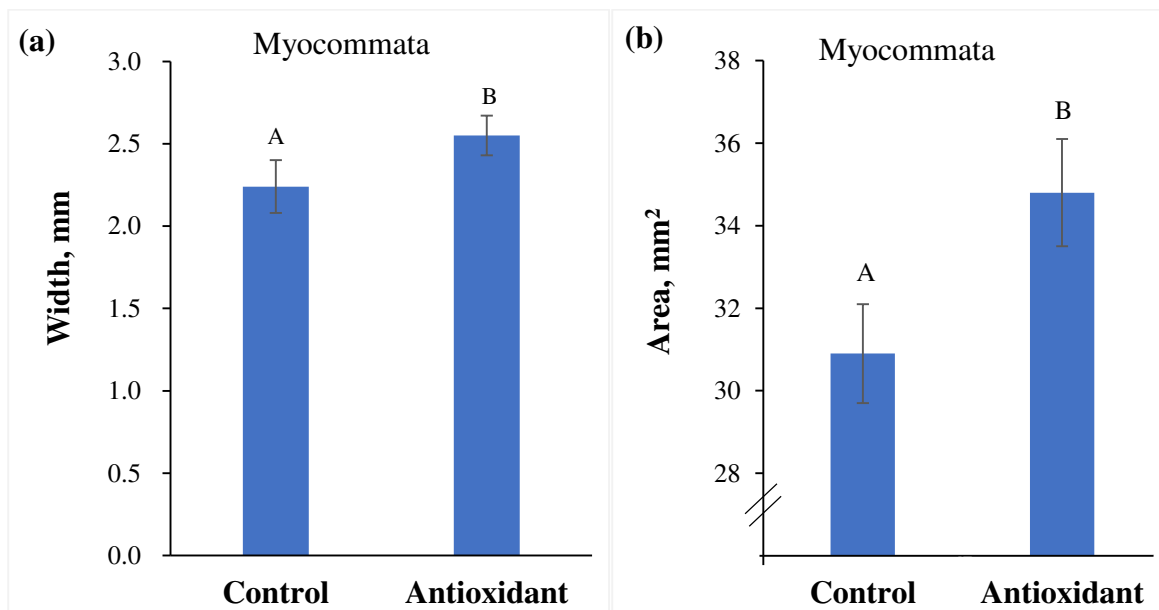 (a)
Myocommata
3.0
2.5
2.0
1.5
1.0
0.5
0.0
Width, mm
A
B
Control
Antioxidant
(b)
Myocommata
38
36
34
32
30
28
Area, mm²
A
B
Control
Antioxidant